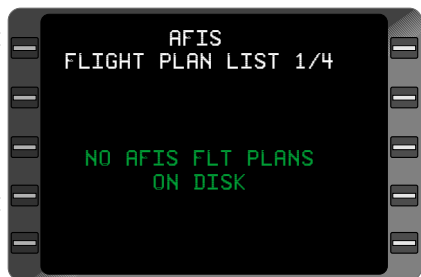 AFIS
FLIGHT PLAN LIST 1/4
NO AFIS FLT PLANS
ON DISK